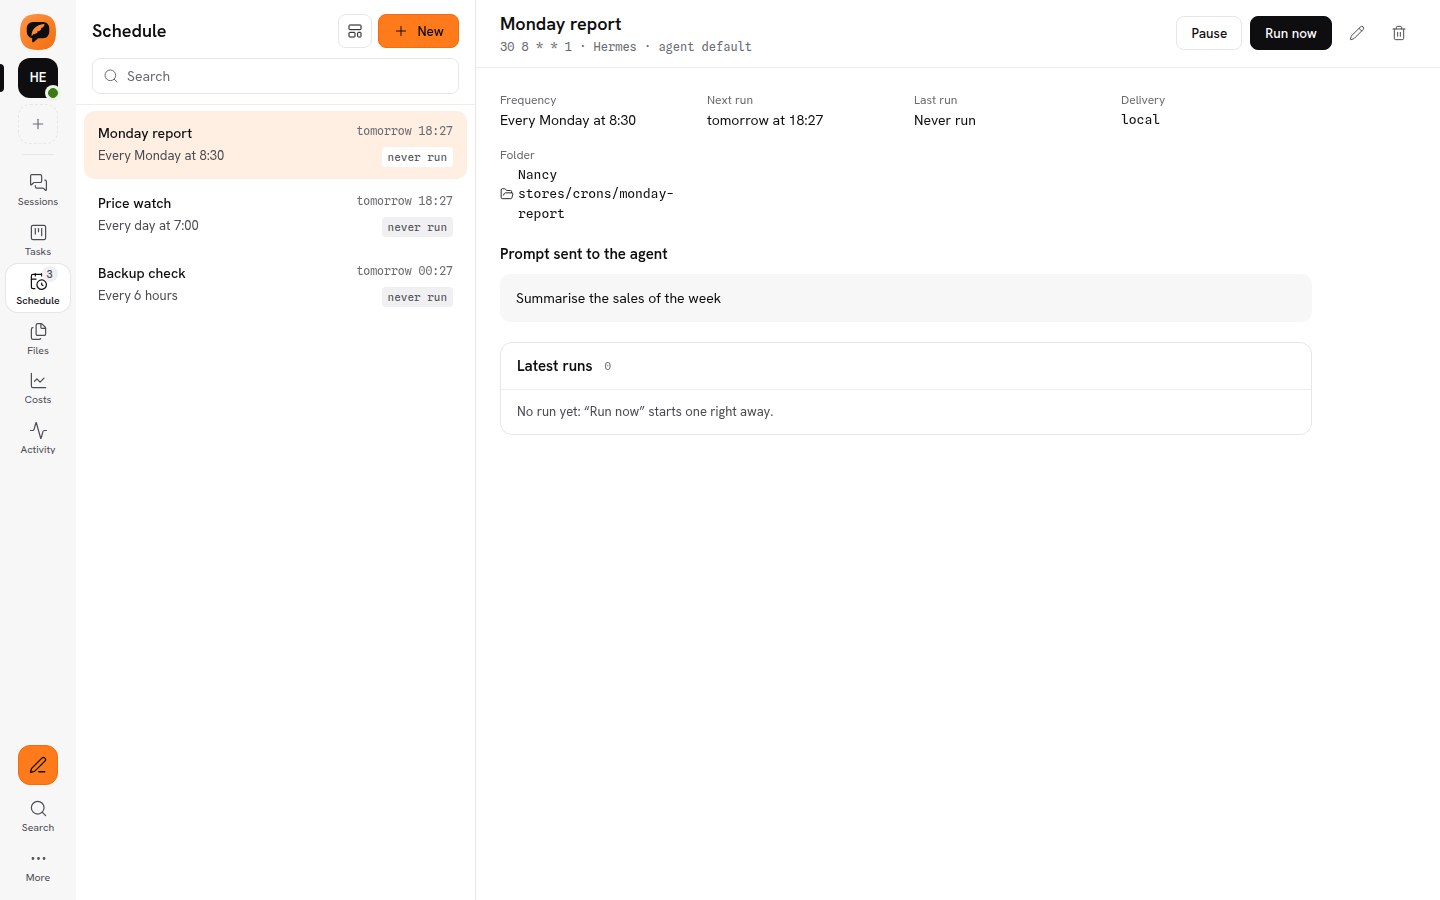 HE
Sessions
Tasks
3
Schedule
Files
Costs
Activity
Search
More
Schedule
New
Search
Monday report
tomorrow 18:27
Every Monday at 8:30
never run
Price watch
tomorrow 18:27
Every day at 7:00
never run
Backup check
tomorrow 00:27
Every 6 hours
never run
Monday report
30 8 * * 1 · Hermes · agent default
Pause
Run now
Frequency
Every Monday at 8:30
Next run
tomorrow at 18:27
Last run
Never run
Delivery
local
Folder
Nancy
stores/crons/monday-
report
Prompt sent to the agent
Summarise the sales of the week
Latest runs 0
No run yet: “Run now” starts one right away.